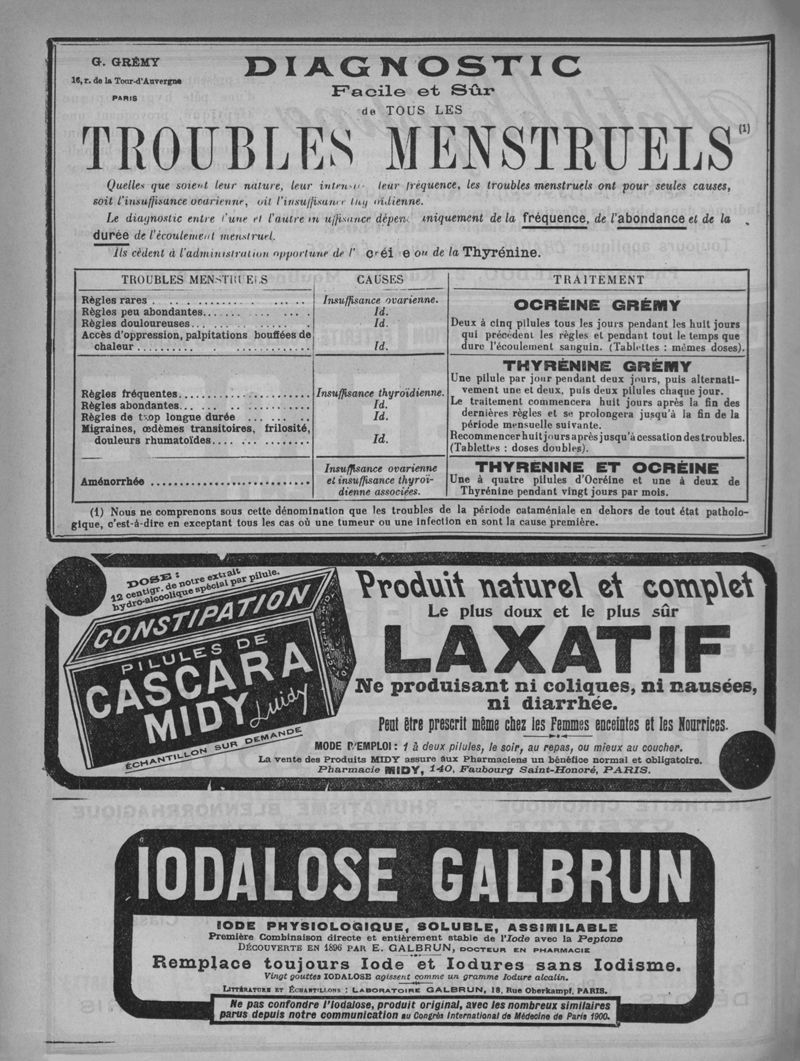 G. GRÉMY
16, r. de la Tour-d'Auvergne
PARIS
DIAGNOSTIC
Facile et Sûr
de TOUS LES
TROUBLES MENSTRUELS (1)
Quelles que soient leur nature, leur intens leur fréquence, les troubles menstruels ont pour seules causes,
soit l'insuffisance ovarienne, oit l'insuffisance thy oïdienne.
Le diagnostic entre l'une et l'autre in uffisance dépen uniquement de la fréquence, de l'abondance et de la
durée de l'écoulement menstruel.
Ils cèdent à l'administration opportune de l' créi e ou de la Thyrénine.
TROUBLES MENSTRUELS
CAUSES
TRAITEMENT
Règles rares
Règles peu abondantes
Règles douloureuses
Accès d'oppression, palpitations bouffées de
chaleur
Insuffisance ovarienne.
Id.
Id.
Id.
OCRÉINE GRÉMY
Deux à cinq pilules tous les jours pendant les huit jours
qui précèdent les règles et pendant tout le temps que
dure l'écoulement sanguin. (Tablettes : mêmes doses).
Règles fréquentes
Règles abondantes
Règles de trop longue durée
Migraines, œdèmes transitoires, frilosité,
douleurs rhumatoïdes
Insuffisance thyroïdienne.
Id.
Id.
Id.
THYRÉNINE GRÉMY
Une pilule par jour pendant deux jours, puis alternati-
vement une et deux, puis deux pilules chaque jour.
Le traitement commencera huit jours après la fin des
dernières règles et se prolongera jusqu'à la fin de la
période mensuelle suivante.
Recommencer huit jours après jusqu'à cessation des troubles.
(Tablettes : doses doubles).
Aménorrhée
Insuffisance ovarienne
et insuffisance thyroï-
dienne associées.
THYRÉNINE ET OCRÉINE
Une à quatre pilules d'Ocréine et une à deux de
Thyrénine pendant vingt jours par mois.
(1) Nous ne comprenons sous cette dénomination que les troubles de la période cataméniale en dehors de tout état patholo-
gique, c'est-à-dire en exceptant tous les cas où une tumeur ou une infection en sont la cause première.
DOSE :
12 centigr. de notre extrait
hydro-alcoolique spécial par pilule.
CONSTIPATION
PILULES DE
CASCARA
MIDY
Midy
ÉCHANTILLON SUR DEMANDE
Produit naturel et complet
Le plus doux et le plus sûr
LAXATIF
Ne produisant ni coliques, ni nausées,
ni diarrhée.
Peut être prescrit même chez les Femmes enceintes et les Nourrices.
MODE D'EMPLOI : 1 à deux pilules, le soir, au repas, ou mieux au coucher.
La vente des Produits MIDY assure aux Pharmaciens un bénéfice normal et obligatoire.
Pharmacie MIDY, 140, Faubourg Saint-Honoré, PARIS.
IODALOSE GALBRUN
IODE PHYSIOLOGIQUE, SOLUBLE, ASSIMILABLE
Première Combinaison directe et entièrement stable de l'Iode avec la Peptone
DÉCOUVERTE EN 1896 PAR E. GALBRUN, DOCTEUR EN PHARMACIE
Remplace toujours Iode et Iodures sans Iodisme.
Vingt gouttes IODALOSE agissent comme un gramme Iodure alcalin.
LITTÉRATURE ET ÉCHANTILLONS : LABORATOIRE GALBRUN, 18, Rue Oberkampf, PARIS.
Ne pas confondre l'Iodalose, produit original, avec les nombreux similaires
parus depuis notre communication au Congrès International de Médecine de Paris 1900.